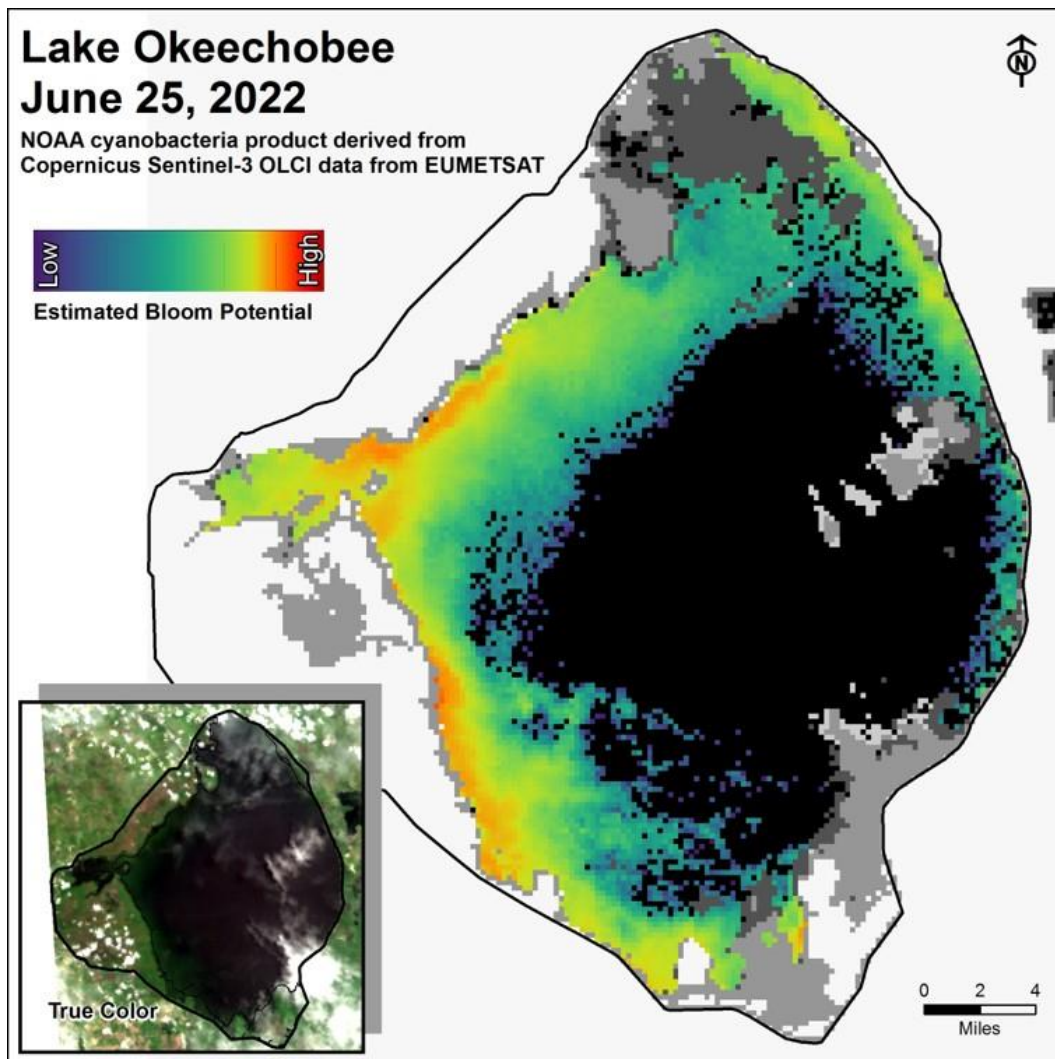 Lake Okeechobee
June 25, 2022
NOAA cyanobacteria product derived from
Copernicus Sentinel-3 OLCI data from EUMETSAT
N
Low High
Estimated Bloom Potential
True Color
0 2 4
Miles